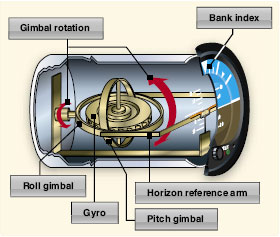 Bank index
Gimbal rotation
Roll gimbal
Horizon reference arm
Gyro
Pitch gimbal